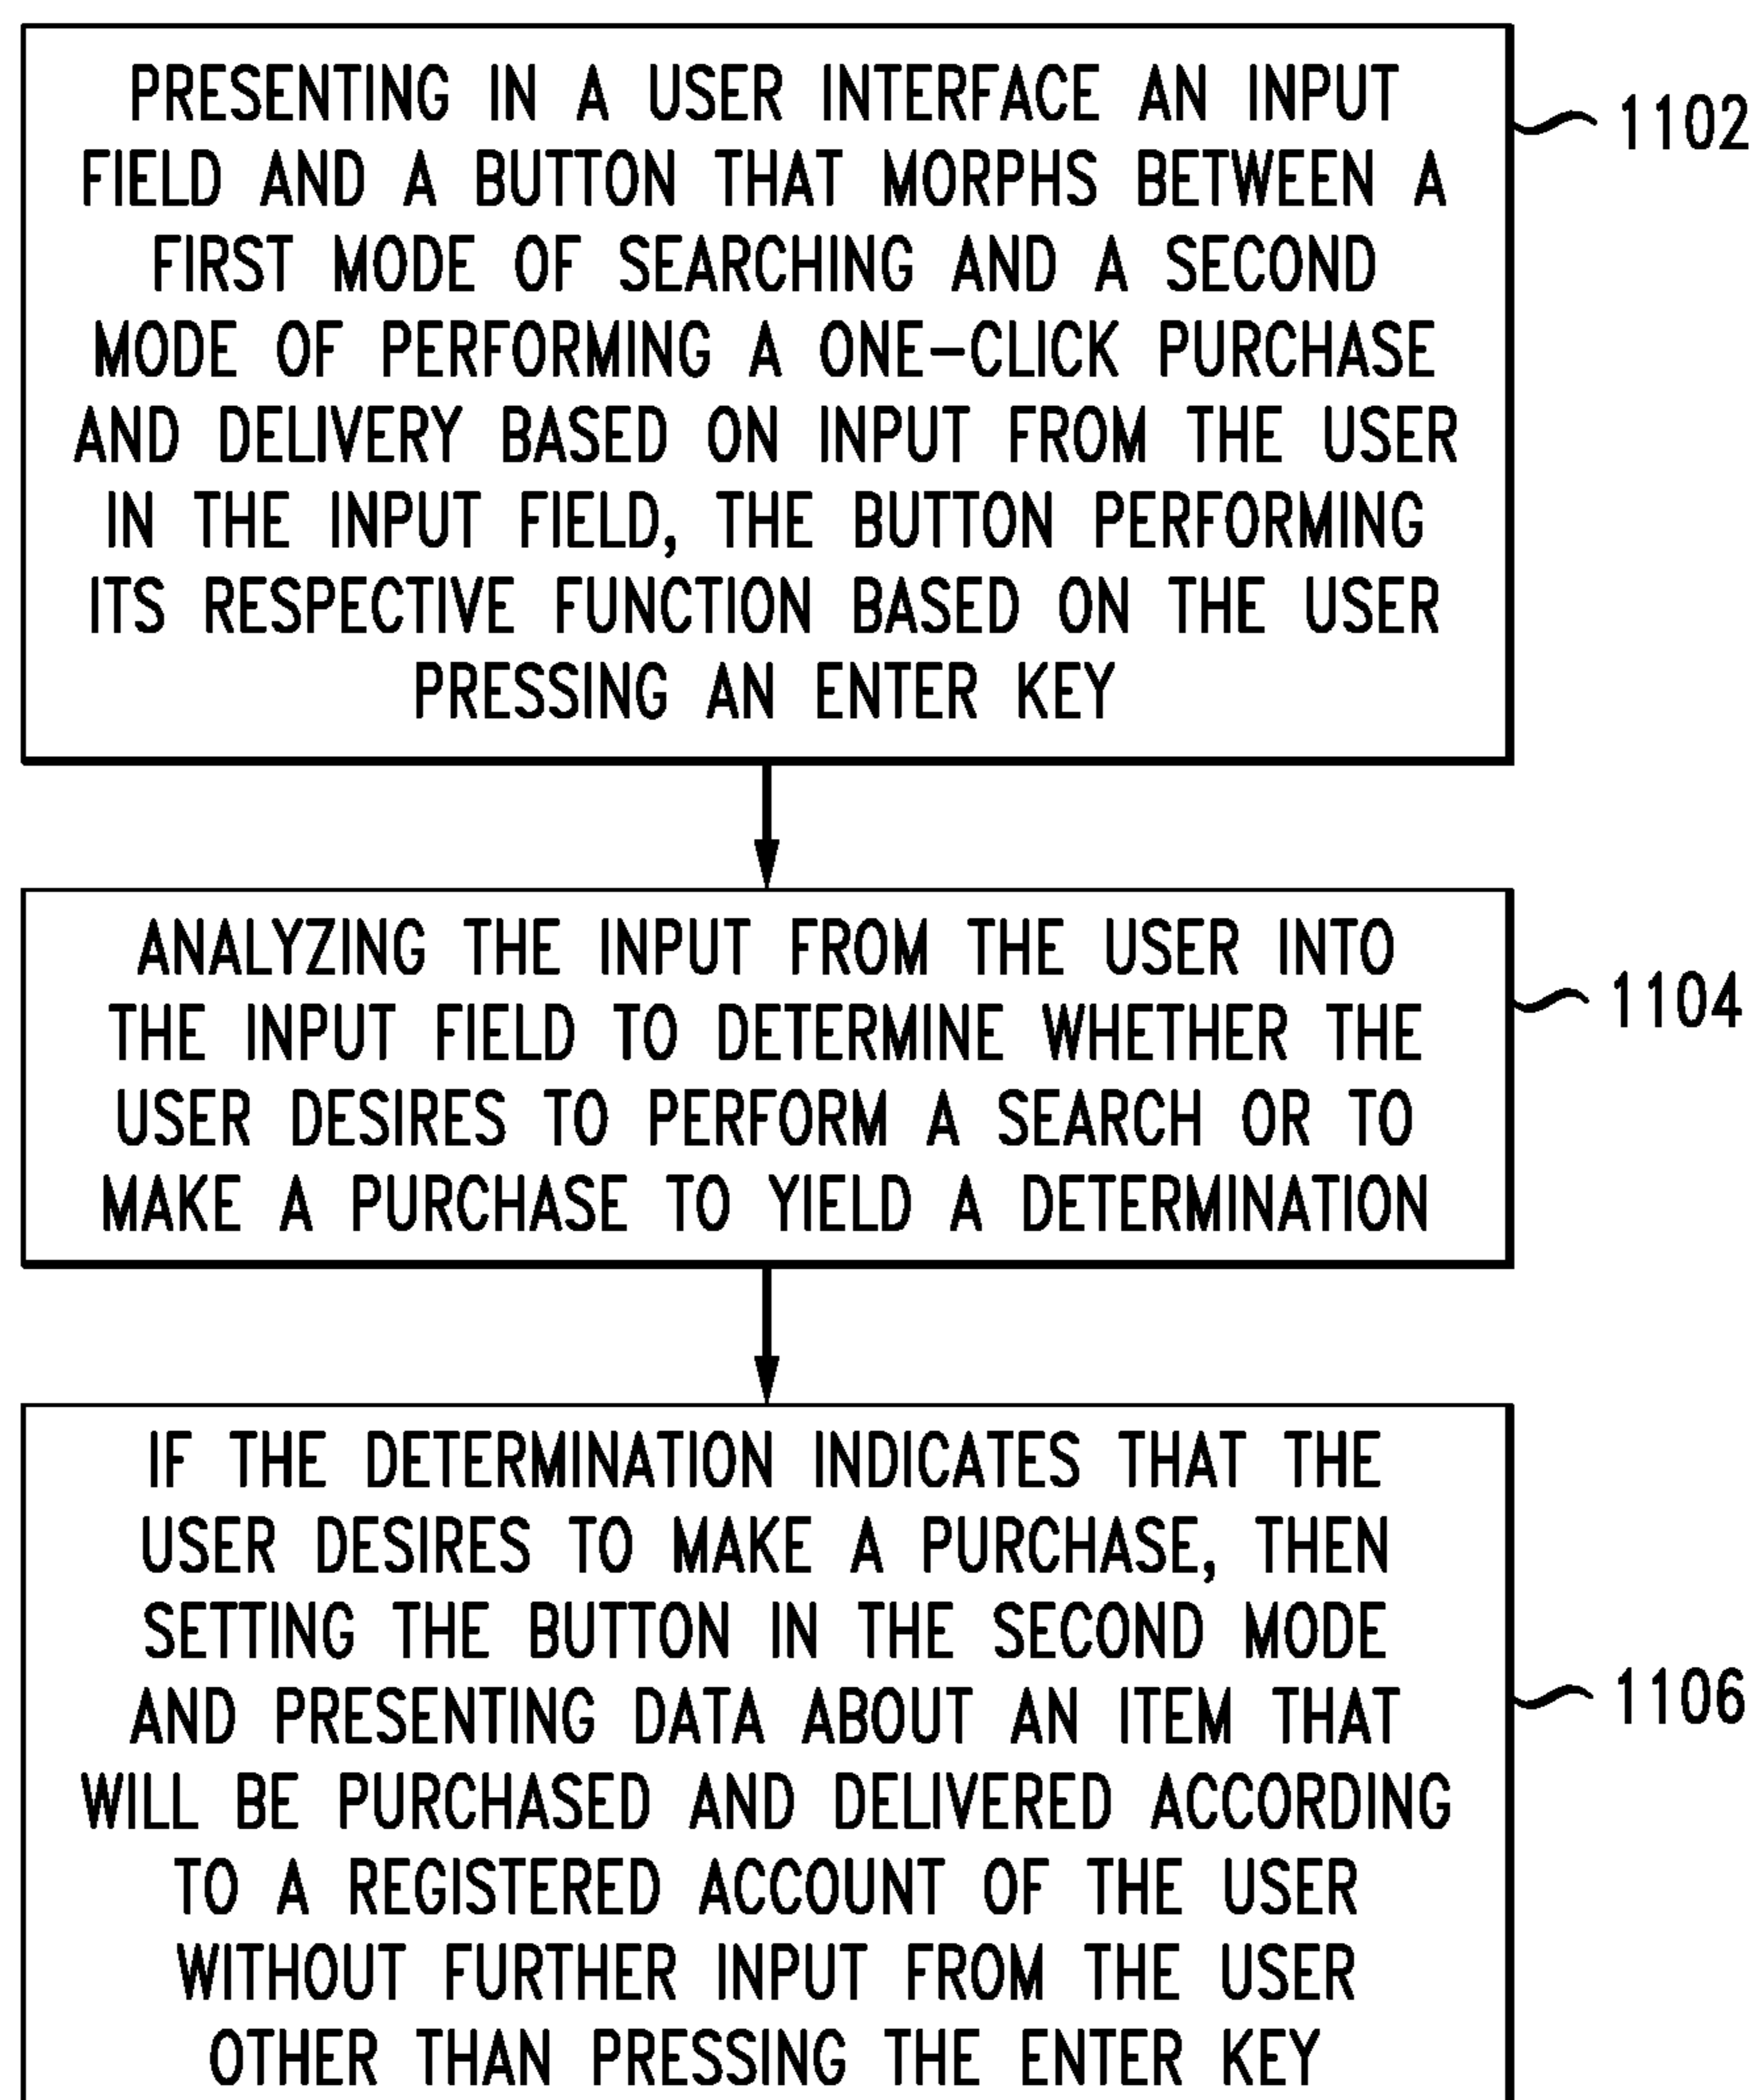 PRESENTING IN A USER INTERFACE AN INPUT
FIELD AND A BUTTON THAT MORPHS BETWEEN A
FIRST MODE OF SEARCHING AND A SECOND
MODE OF PERFORMING A ONE-CLICK PURCHASE
AND DELIVERY BASED ON INPUT FROM THE USER
IN THE INPUT FIELD, THE BUTTON PERFORMING
ITS RESPECTIVE FUNCTION BASED ON THE USER
PRESSING AN ENTER KEY
1102
ANALYZING THE INPUT FROM THE USER INTO
THE INPUT FIELD TO DETERMINE WHETHER THE
USER DESIRES TO PERFORM A SEARCH OR TO
MAKE A PURCHASE TO YIELD A DETERMINATION
1104
IF THE DETERMINATION INDICATES THAT THE
USER DESIRES TO MAKE A PURCHASE, THEN
SETTING THE BUTTON IN THE SECOND MODE
AND PRESENTING DATA ABOUT AN ITEM THAT
WILL BE PURCHASED AND DELIVERED ACCORDING
TO A REGISTERED ACCOUNT OF THE USER
WITHOUT FURTHER INPUT FROM THE USER
OTHER THAN PRESSING THE ENTER KEY
1106